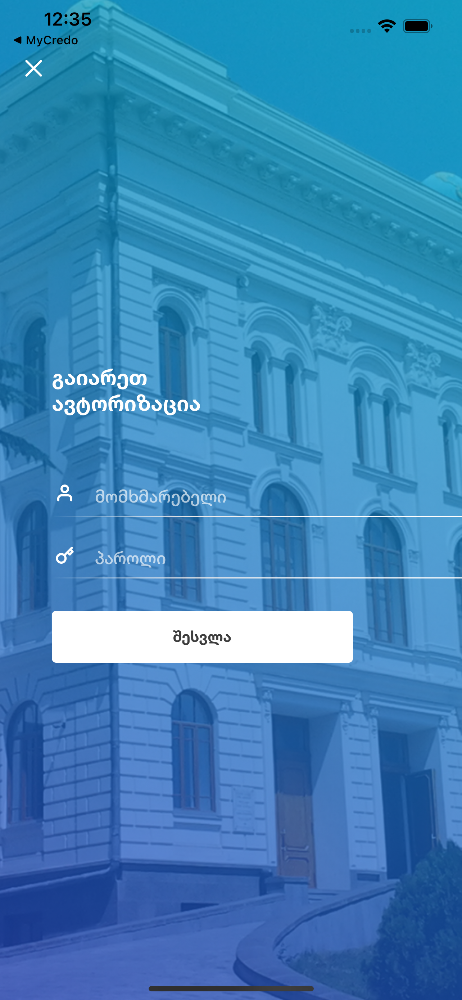 12:35
◀ MyCredo
გაიარეთ
ავტორიზაცია
მომხმარებელი
პაროლი
შესვლა